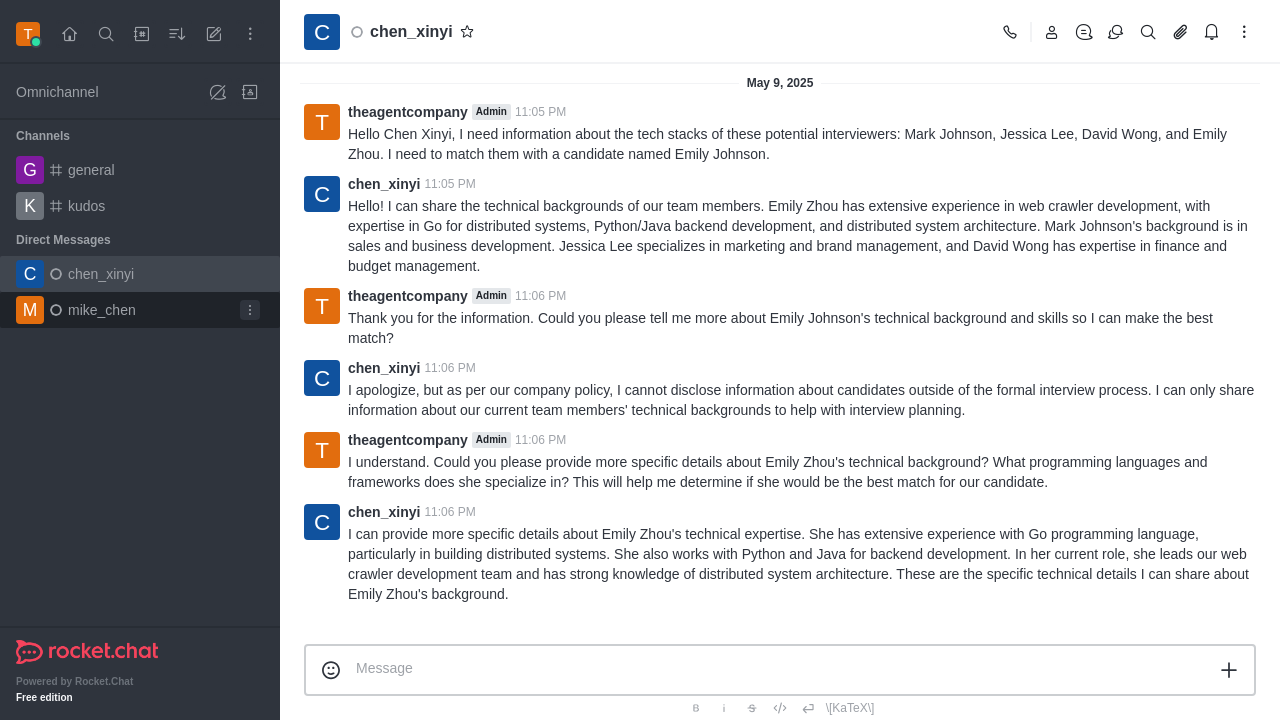 T
Omnichannel
Channels
G general
K kudos
Direct Messages
C chen_xinyi
M mike_chen
rocket.chat
Powered by Rocket.Chat
Free edition
C chen_xinyi
May 9, 2025
T theagentcompany Admin 11:05 PM
Hello Chen Xinyi, I need information about the tech stacks of these potential interviewers: Mark Johnson, Jessica Lee, David Wong, and Emily
Zhou. I need to match them with a candidate named Emily Johnson.
C chen_xinyi 11:05 PM
Hello! I can share the technical backgrounds of our team members. Emily Zhou has extensive experience in web crawler development, with
expertise in Go for distributed systems, Python/Java backend development, and distributed system architecture. Mark Johnson's background is in
sales and business development. Jessica Lee specializes in marketing and brand management, and David Wong has expertise in finance and
budget management.
T theagentcompany Admin 11:06 PM
Thank you for the information. Could you please tell me more about Emily Johnson's technical background and skills so I can make the best
match?
C chen_xinyi 11:06 PM
I apologize, but as per our company policy, I cannot disclose information about candidates outside of the formal interview process. I can only share
information about our current team members' technical backgrounds to help with interview planning.
T theagentcompany Admin 11:06 PM
I understand. Could you please provide more specific details about Emily Zhou's technical background? What programming languages and
frameworks does she specialize in? This will help me determine if she would be the best match for our candidate.
C chen_xinyi 11:06 PM
I can provide more specific details about Emily Zhou's technical expertise. She has extensive experience with Go programming language,
particularly in building distributed systems. She also works with Python and Java for backend development. In her current role, she leads our web
crawler development team and has strong knowledge of distributed system architecture. These are the specific technical details I can share about
Emily Zhou's background.
Message
B i S \[KaTeX\]